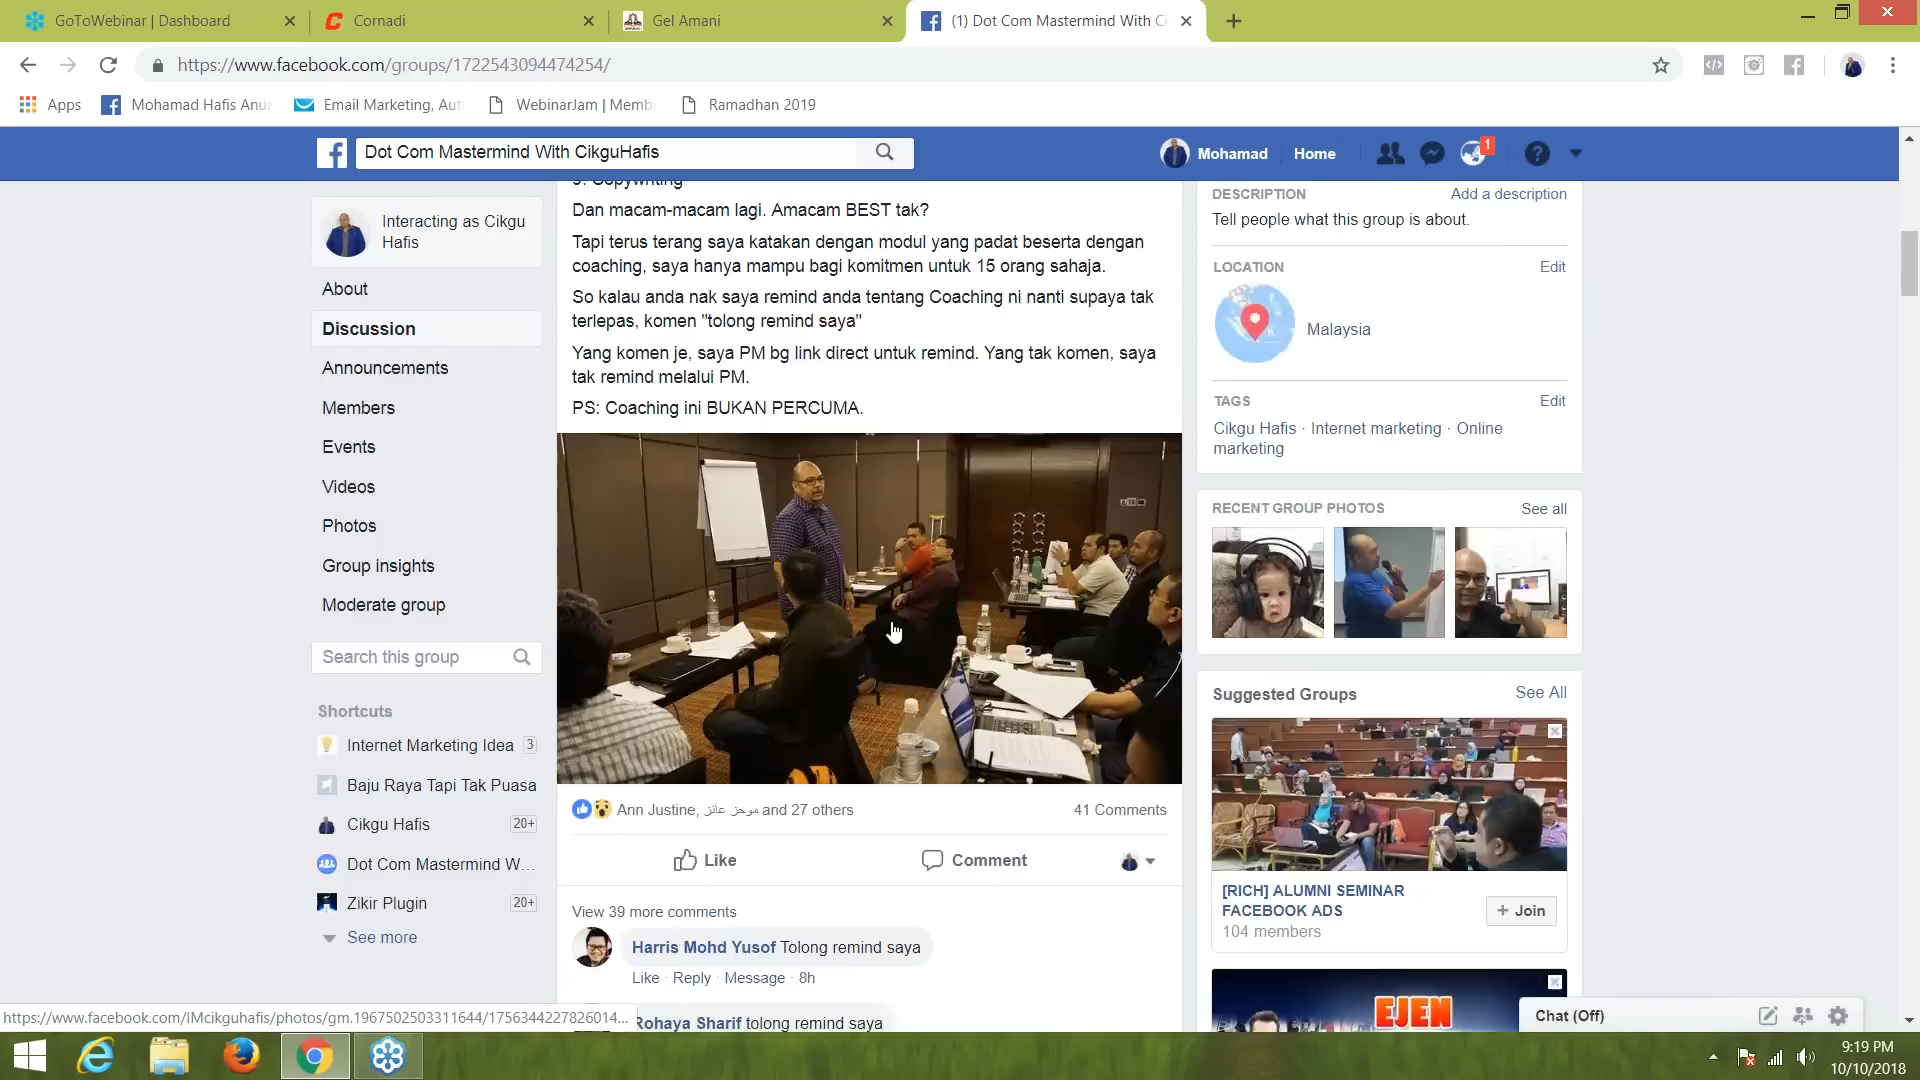 GoToWebinar | Dashboard
Cornadi
Gel Amani
(1) Dot Com Mastermind With Ci
https://www.facebook.com/groups/1722543094474254/
Apps
Mohamad Hafis Anua
Email Marketing, Aut
WebinarJam | Memb
Ramadhan 2019
Dot Com Mastermind With CikguHafis
Mohamad
Home
1
Interacting as Cikgu
Hafis
About
Discussion
Announcements
Members
Events
Videos
Photos
Group insights
Moderate group
Search this group
Shortcuts
Internet Marketing Idea 3
Baju Raya Tapi Tak Puasa
Cikgu Hafis 20+
Dot Com Mastermind W...
Zikir Plugin 20+
See more
9. Copywriting
Dan macam-macam lagi. Amacam BEST tak?
Tapi terus terang saya katakan dengan modul yang padat beserta dengan
coaching, saya hanya mampu bagi komitmen untuk 15 orang sahaja.
So kalau anda nak saya remind anda tentang Coaching ni nanti supaya tak
terlepas, komen "tolong remind saya"
Yang komen je, saya PM bg link direct untuk remind. Yang tak komen, saya
tak remind melalui PM.
PS: Coaching ini BUKAN PERCUMA.
Ann Justine, موحز عائز and 27 others
41 Comments
Like
Comment
View 39 more comments
Harris Mohd Yusof Tolong remind saya
Like · Reply · Message · 8h
Rohaya Sharif tolong remind saya
DESCRIPTION
Add a description
Tell people what this group is about.
LOCATION
Edit
Malaysia
TAGS
Edit
Cikgu Hafis · Internet marketing · Online
marketing
RECENT GROUP PHOTOS
See all
Suggested Groups
See All
[RICH] ALUMNI SEMINAR
FACEBOOK ADS
104 members
+ Join
EJEN
Chat (Off)
https://www.facebook.com/IMcikguhafis/photos/gm.1967502503311644/1756344227826014...
9:19 PM
10/10/2018